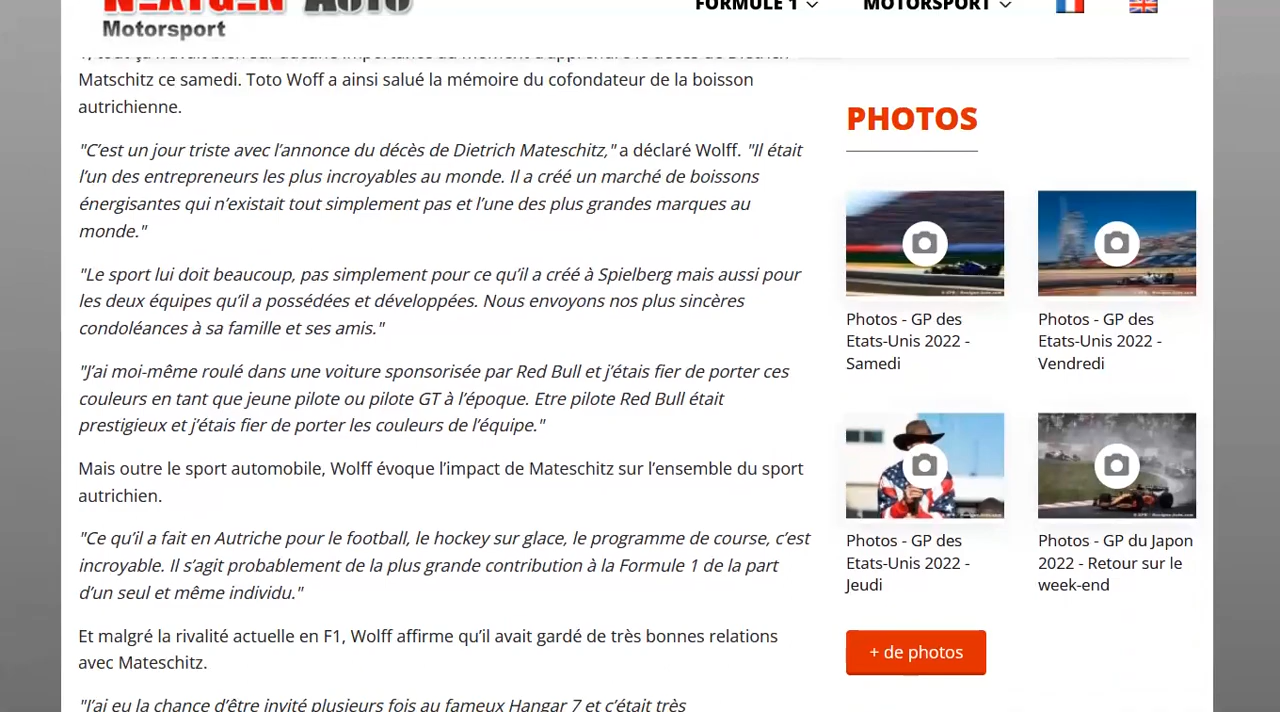 NEXTGEN AUTO
Motorsport
FORMULE 1
MOTORSPORT
Matschitz ce samedi. Toto Woff a ainsi salué la mémoire du cofondateur de la boisson
autrichienne.
"C'est un jour triste avec l'annonce du décès de Dietrich Mateschitz," a déclaré Wolff. "Il était
l'un des entrepreneurs les plus incroyables au monde. Il a créé un marché de boissons
énergisantes qui n'existait tout simplement pas et l'une des plus grandes marques au
monde."
"Le sport lui doit beaucoup, pas simplement pour ce qu'il a créé à Spielberg mais aussi pour
les deux équipes qu'il a possédées et développées. Nous envoyons nos plus sincères
condoléances à sa famille et ses amis."
"J'ai moi-même roulé dans une voiture sponsorisée par Red Bull et j'étais fier de porter ces
couleurs en tant que jeune pilote ou pilote GT à l'époque. Etre pilote Red Bull était
prestigieux et j'étais fier de porter les couleurs de l'équipe."
Mais outre le sport automobile, Wolff évoque l'impact de Mateschitz sur l'ensemble du sport
autrichien.
"Ce qu'il a fait en Autriche pour le football, le hockey sur glace, le programme de course, c'est
incroyable. Il s'agit probablement de la plus grande contribution à la Formule 1 de la part
d'un seul et même individu."
Et malgré la rivalité actuelle en F1, Wolff affirme qu'il avait gardé de très bonnes relations
avec Mateschitz.
"J'ai eu la chance d'être invité plusieurs fois au fameux Hangar 7 et c'était très
PHOTOS
Photos - GP des
Etats-Unis 2022 -
Samedi
Photos - GP des
Etats-Unis 2022 -
Vendredi
Photos - GP des
Etats-Unis 2022 -
Jeudi
Photos - GP du Japon
2022 - Retour sur le
week-end
+ de photos